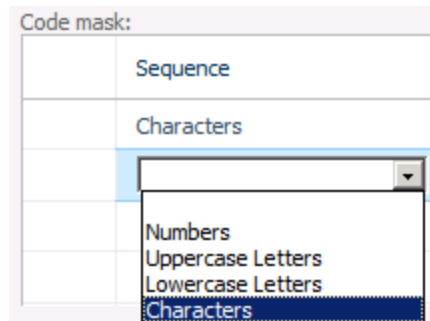 Code mask:
Sequence
Characters
Numbers
Uppercase Letters
Lowercase Letters
Characters